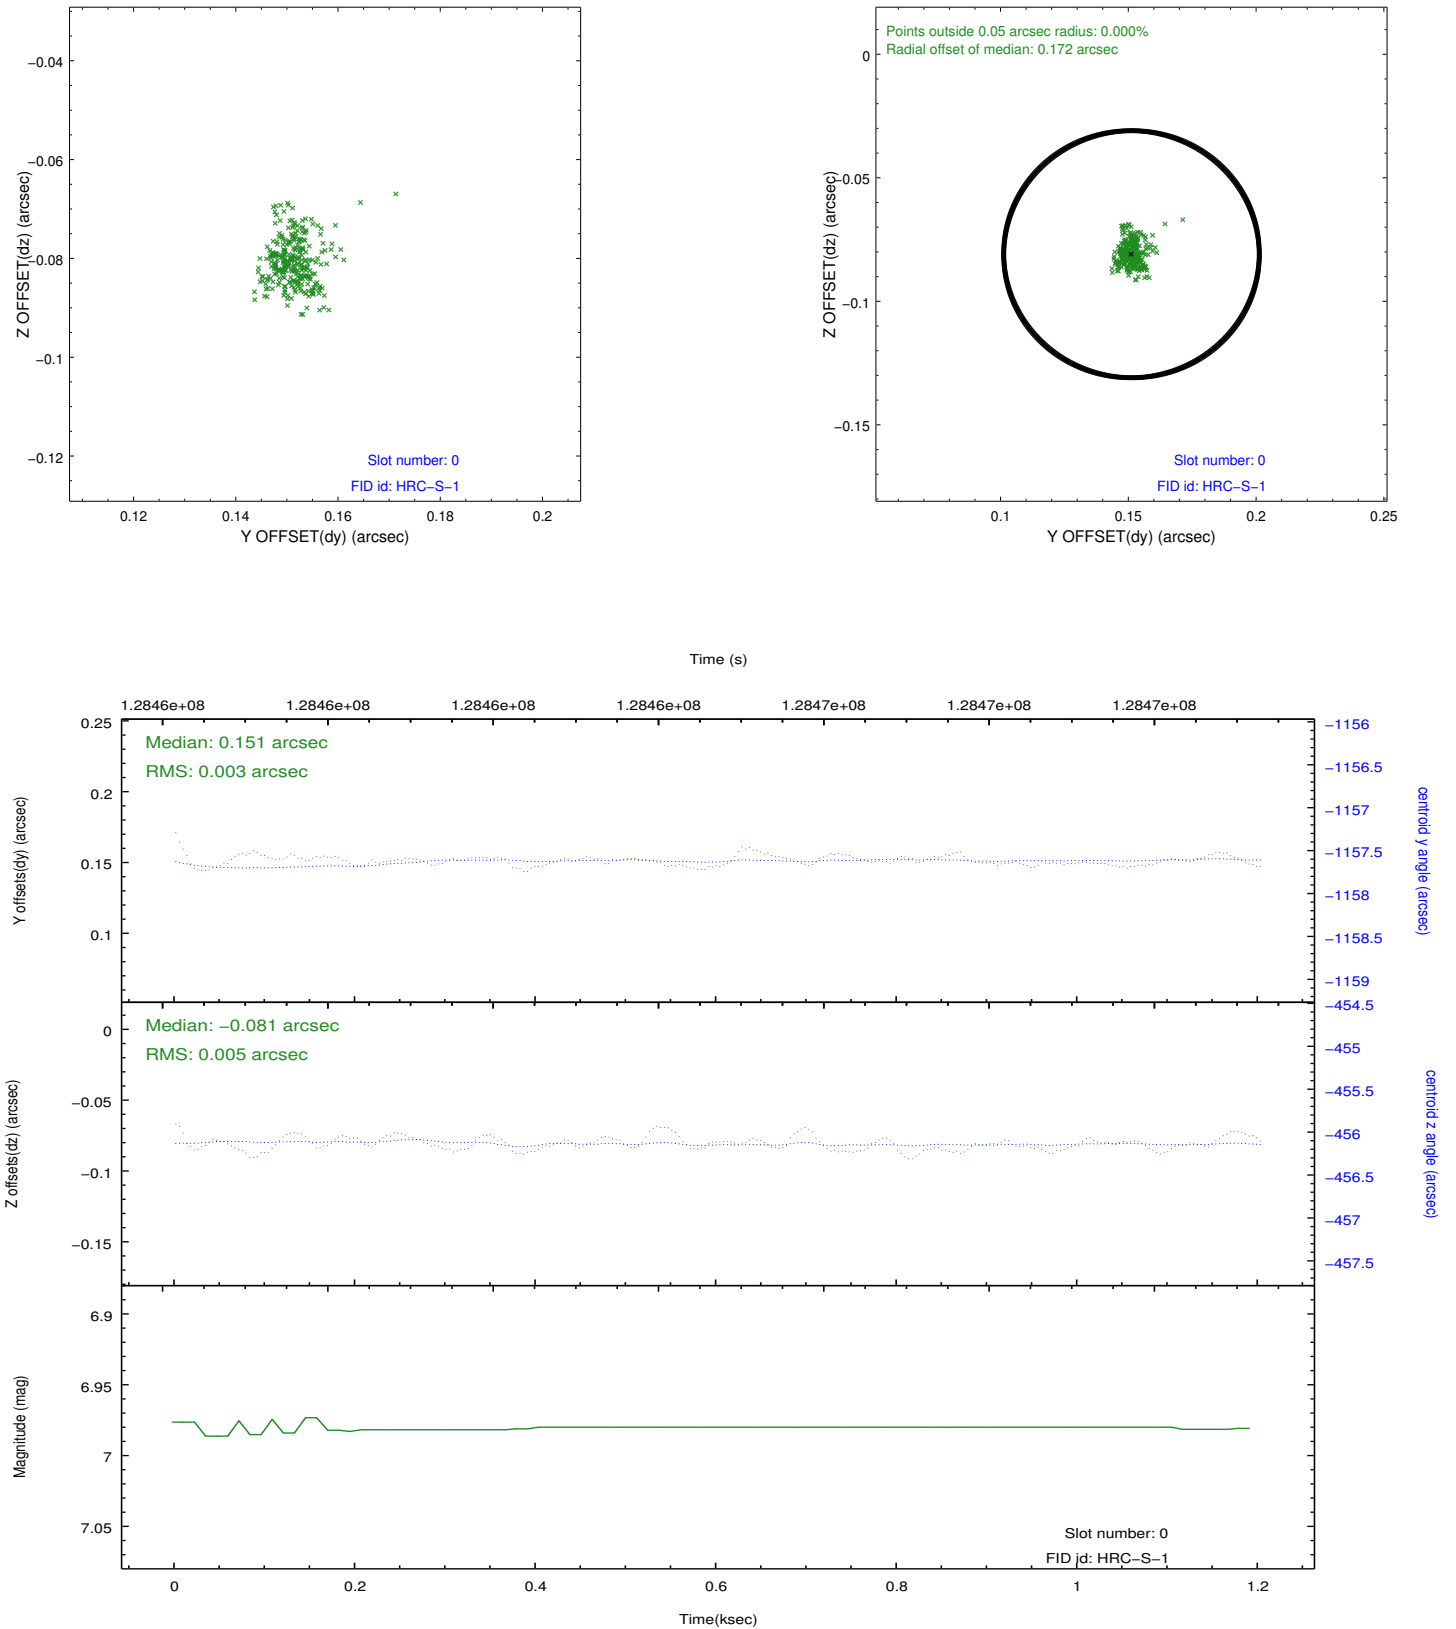 −0.04
−0.06
−0.08
−0.1
−0.12
Z OFFSET(dz) (arcsec)
Slot number: 0
FID id: HRC−S−1
0.12
0.14
0.16
0.18
0.2
Y OFFSET(dy) (arcsec)
Points outside 0.05 arcsec radius: 0.000%
Radial offset of median: 0.172 arcsec
0
−0.05
−0.1
−0.15
Z OFFSET(dz) (arcsec)
Slot number: 0
FID id: HRC−S−1
0.1
0.15
0.2
0.25
Y OFFSET(dy) (arcsec)
Time (s)
1.2846e+08
1.2846e+08
1.2846e+08
1.2846e+08
1.2847e+08
1.2847e+08
1.2847e+08
Median: 0.151 arcsec
RMS: 0.003 arcsec
0.25
0.2
0.15
0.1
Y offsets(dy) (arcsec)
−1156
−1156.5
−1157
−1157.5
−1158
−1158.5
−1159
centroid y angle (arcsec)
Median: −0.081 arcsec
RMS: 0.005 arcsec
0
−0.05
−0.1
−0.15
Z offsets(dz) (arcsec)
−454.5
−455
−455.5
−456
−456.5
−457
−457.5
centroid z angle (arcsec)
6.9
6.95
7
7.05
Magnitude (mag)
Slot number: 0
FID id: HRC−S−1
0
0.2
0.4
0.6
0.8
1
1.2
Time(ksec)